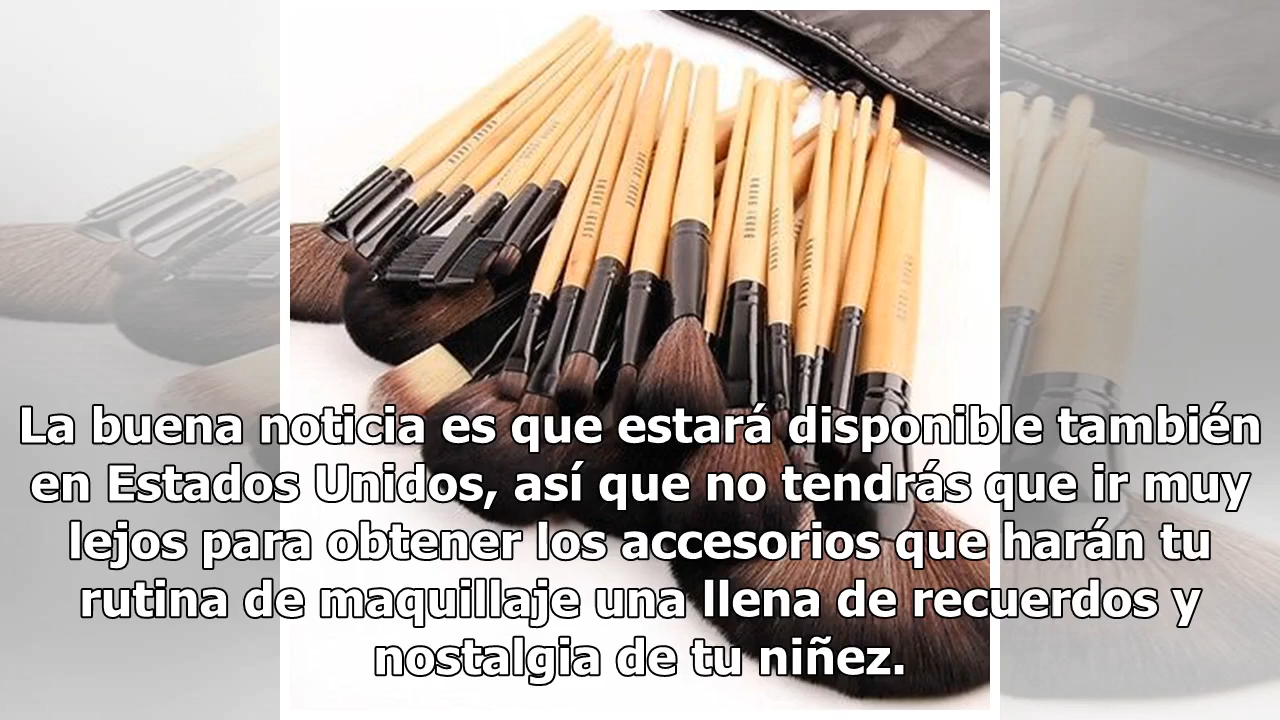 La buena noticia es que estará disponible también
en Estados Unidos, así que no tendrás que ir muy
lejos para obtener los accesorios que harán tu
rutina de maquillaje una llena de recuerdos y
nostalgia de tu niñez.